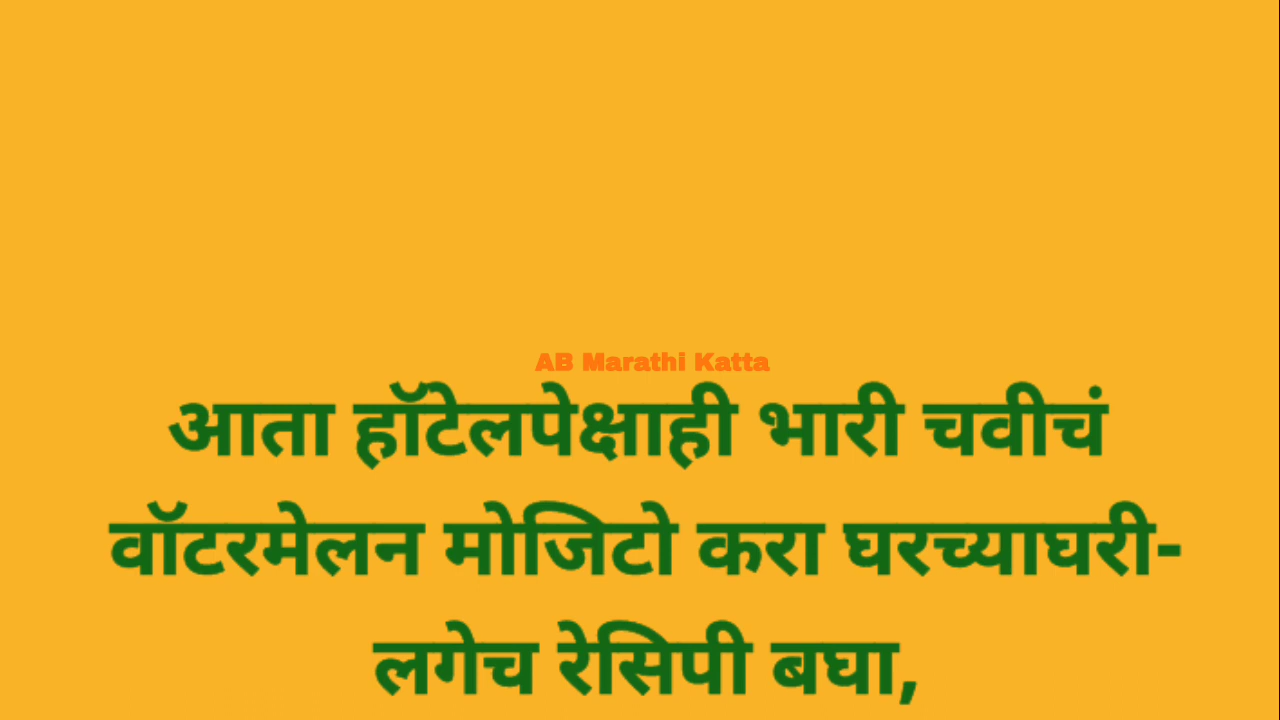 AB Marathi Katta
आता हॉटेलपेक्षाही भारी चवीचं
वॉटरमेलन मोजिटो करा घरच्याघरी-
लगेच रेसिपी बघा,